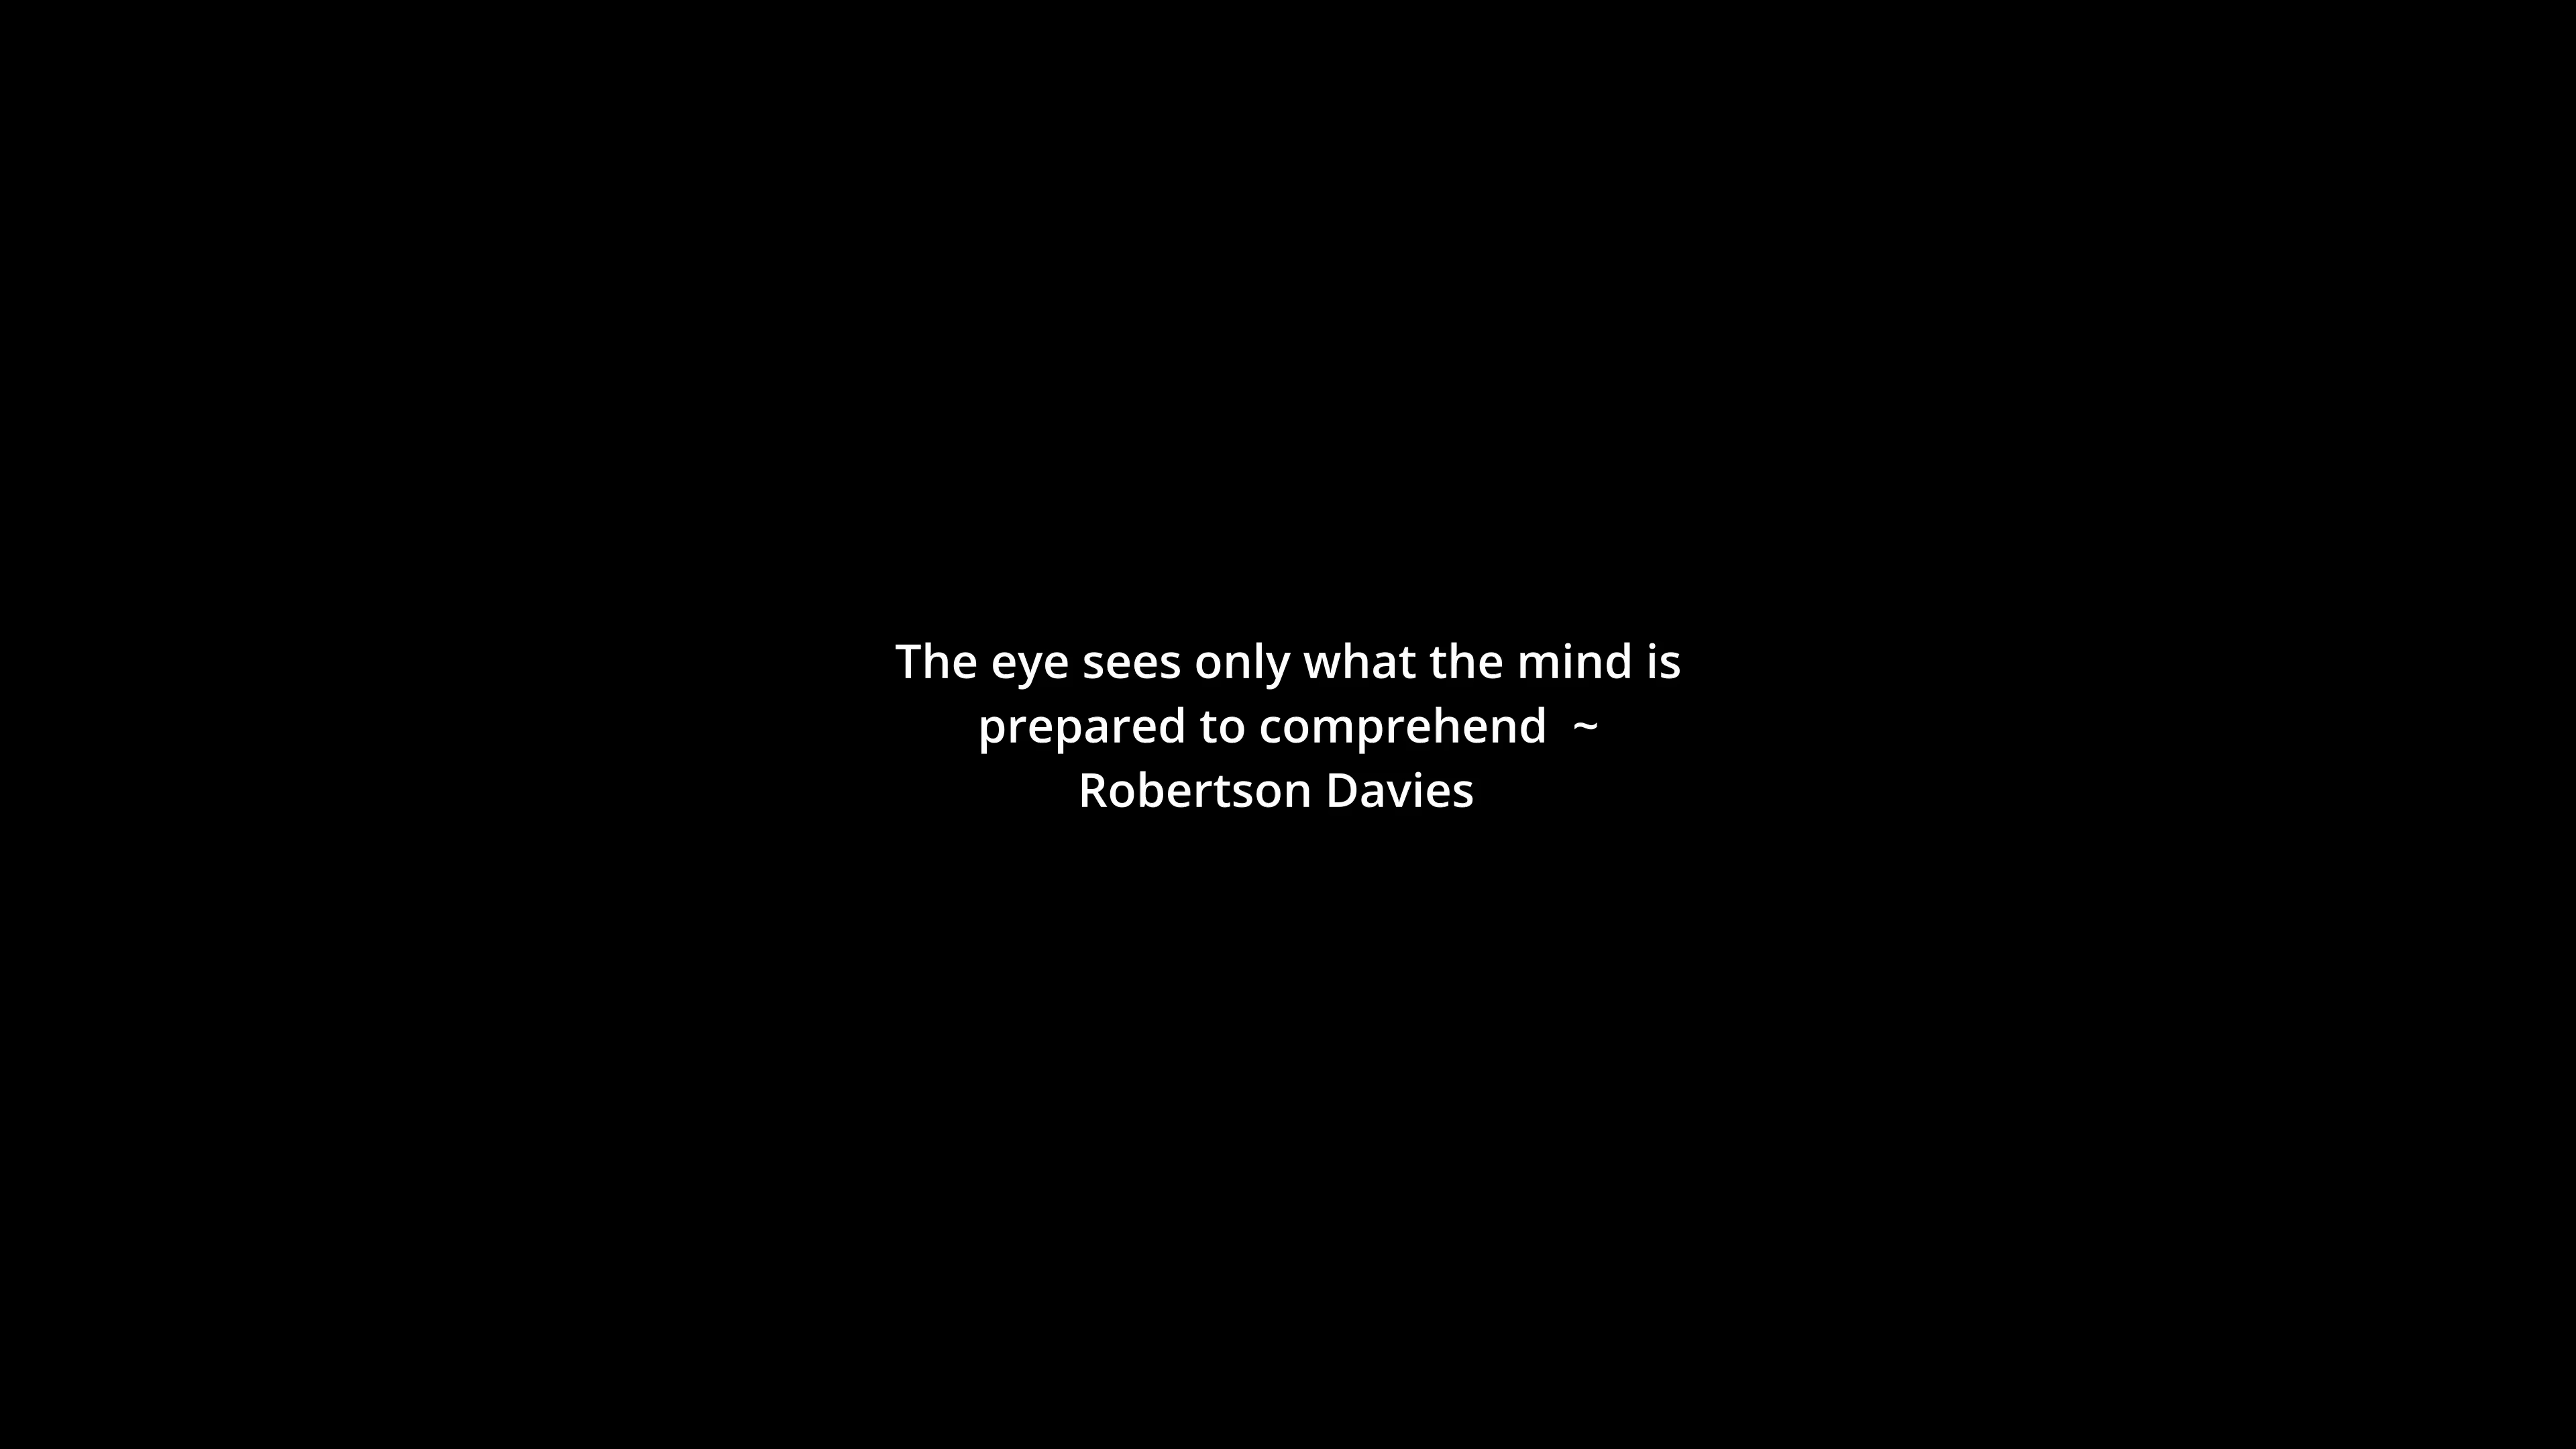 The eye sees only what the mind is
prepared to comprehend  ~
Robertson Davies